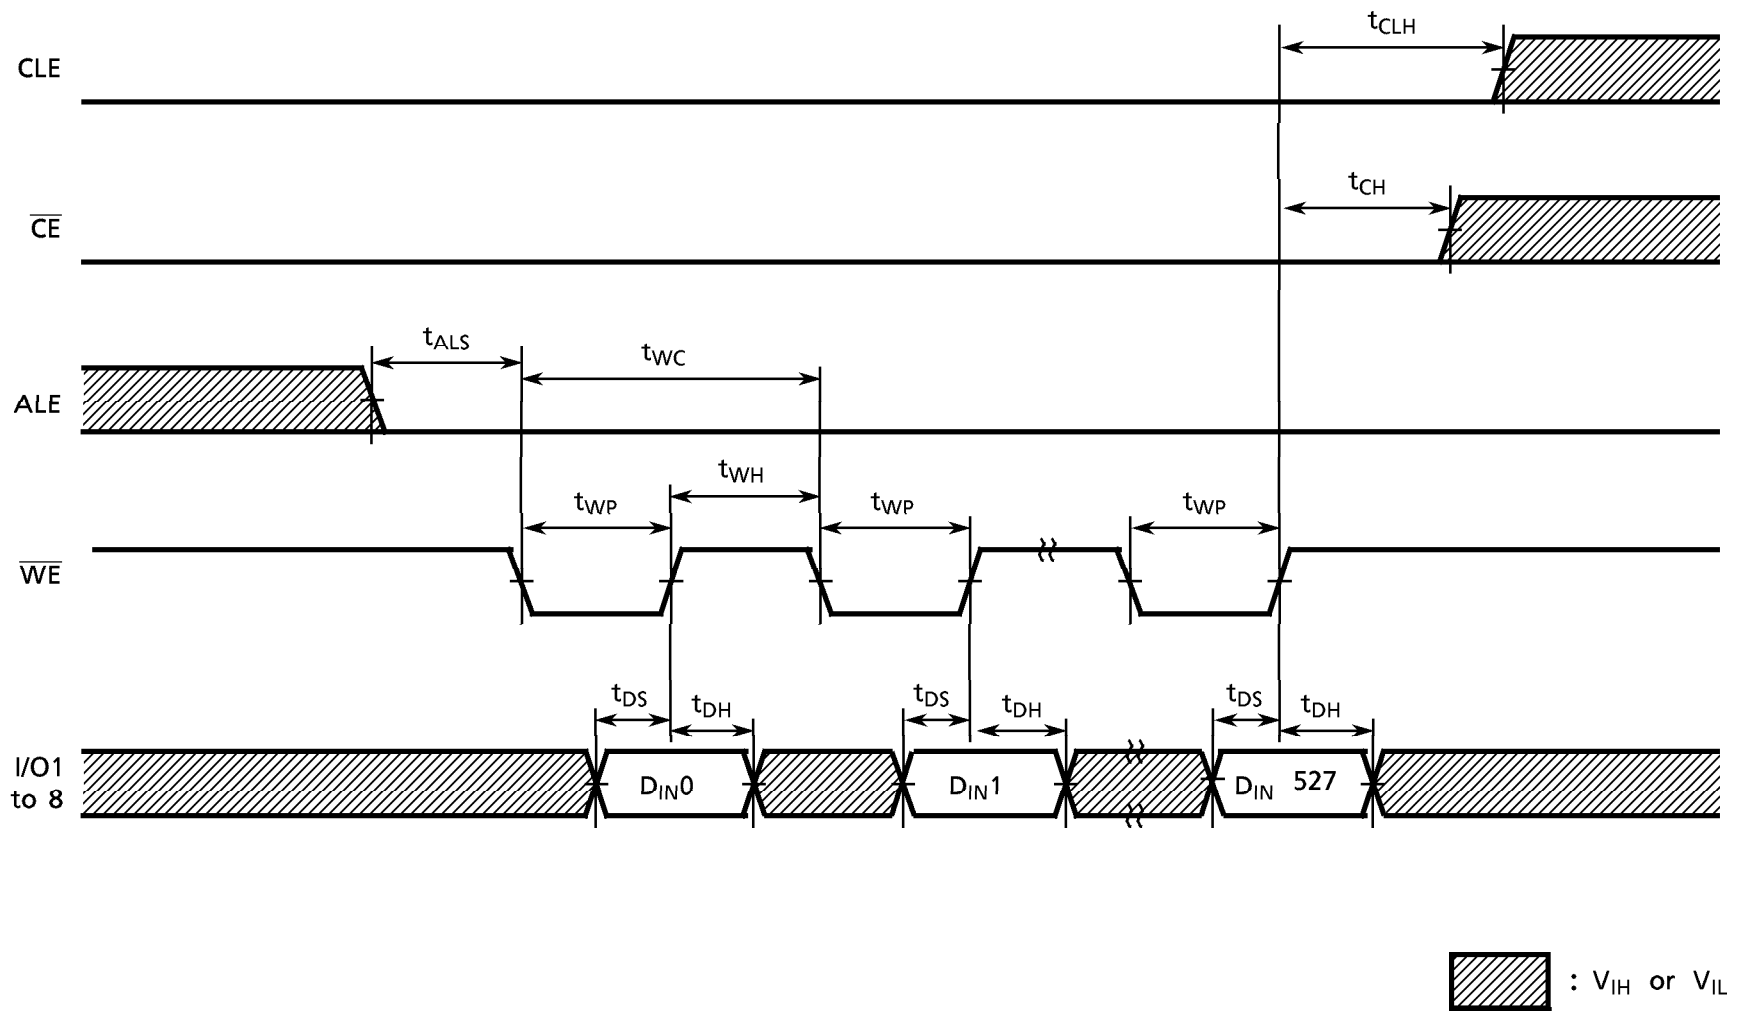 tCLH
CLE
tCH
CE
tALS
tWC
ALE
tWH
tWP
tWP
tWP
WE
tDS
tDH
tDS
tDH
tDS
tDH
I/O1
to 8
DIN0
DIN1
DIN 527
: VIH or VIL